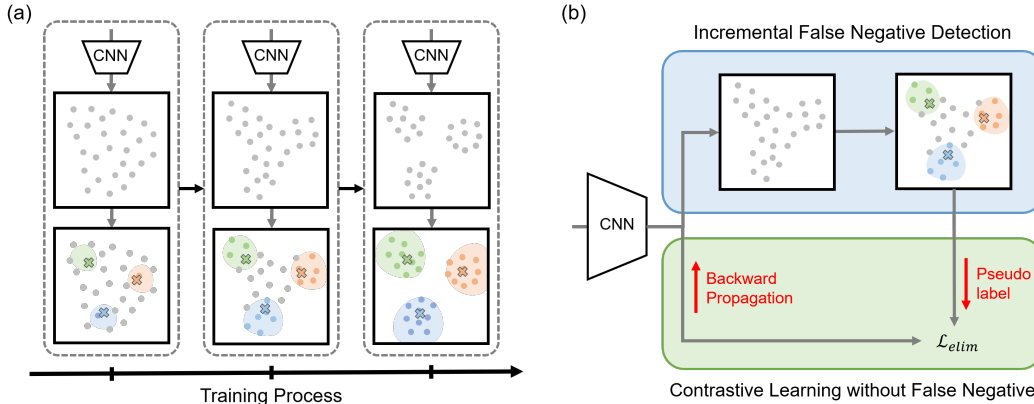 (a)
CNN
CNN
CNN
Training Process
(b)
Incremental False Negative Detection
CNN
Backward
Propagation
Pseudo
label
ℒ_elim
Contrastive Learning without False Negative